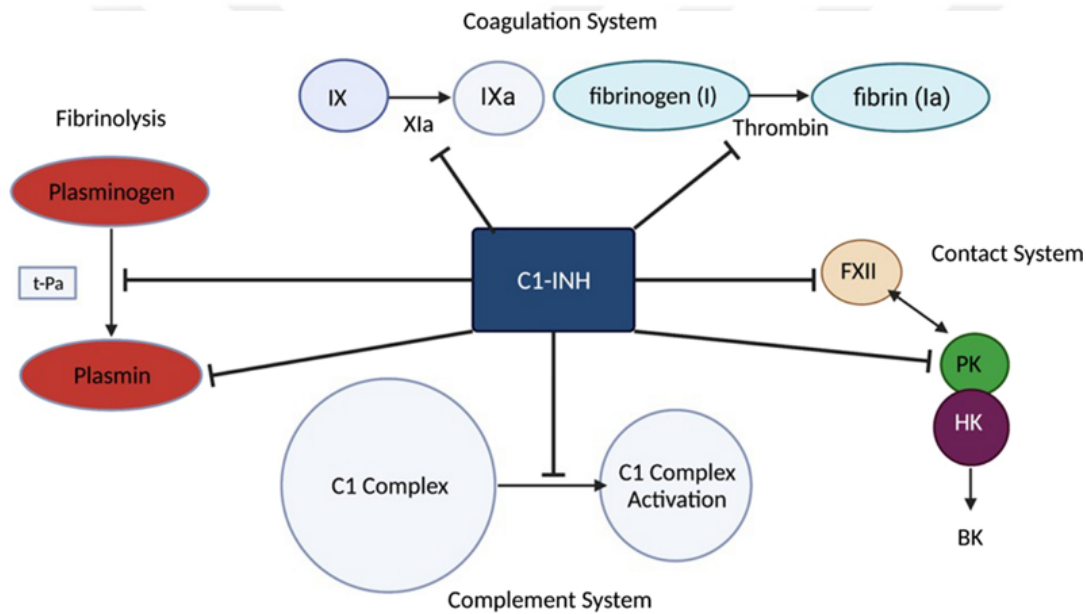 Coagulation System
IX
XIa
IXa
fibrinogen (I)
Thrombin
fibrin (Ia)
Fibrinolysis
Plasminogen
t-Pa
Plasmin
C1-INH
FXII
Contact System
PK
HK
BK
C1 Complex
C1 Complex
Activation
Complement System